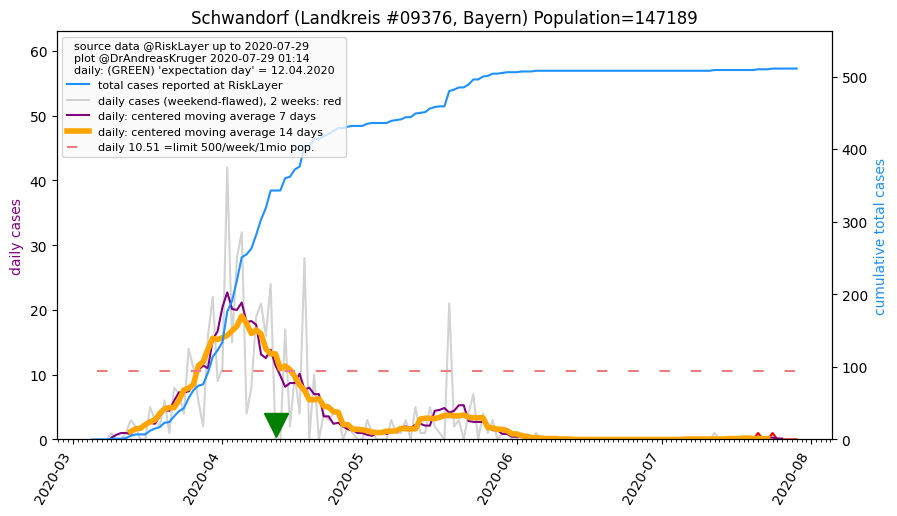 Schwandorf (Landkreis #09376, Bayern) Population=147189
source data @RiskLayer up to 2020-07-29
plot @DrAndreasKruger 2020-07-29 01:14
daily: (GREEN) 'expectation day' = 12.04.2020
total cases reported at RiskLayer
daily cases (weekend-flawed), 2 weeks: red
daily: centered moving average 7 days
daily: centered moving average 14 days
daily 10.51 =limit 500/week/1mio pop.
daily cases
60
50
40
30
20
10
0
cumulative total cases
500
400
300
200
100
0
2020-03
2020-04
2020-05
2020-06
2020-07
2020-08